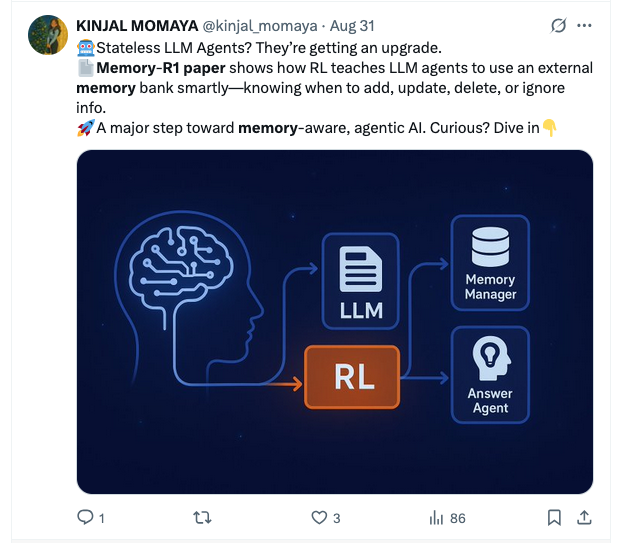 KINJAL MOMAYA @kinjal_momaya · Aug 31
🤖Stateless LLM Agents? They’re getting an upgrade.
📄Memory-R1 paper shows how RL teaches LLM agents to use an external
memory bank smartly—knowing when to add, update, delete, or ignore
info.
🚀A major step toward memory-aware, agentic AI. Curious? Dive in👇
LLM
RL
Memory
Manager
Answer
Agent
1
3
86